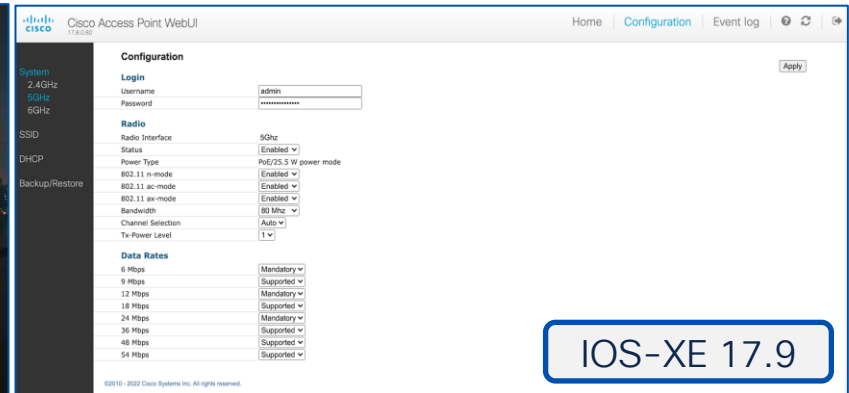 CISCO
Cisco Access Point WebUI
17.8.0.80
Home Configuration Event log
System
2.4GHz
5GHz
6GHz
SSID
DHCP
Backup/Restore
Configuration
Apply
Login
Username admin
Password ***************
Radio
Radio Interface 5Ghz
Status Enabled
Power Type PoE/25.5 W power mode
802.11 n-mode Enabled
802.11 ac-mode Enabled
802.11 ax-mode Enabled
Bandwidth 80 Mhz
Channel Selection Auto
Tx-Power Level 1
Data Rates
6 Mbps Mandatory
9 Mbps Supported
12 Mbps Mandatory
18 Mbps Supported
24 Mbps Mandatory
36 Mbps Supported
48 Mbps Supported
54 Mbps Supported
©2010 - 2022 Cisco Systems Inc. All rights reserved.
IOS-XE 17.9